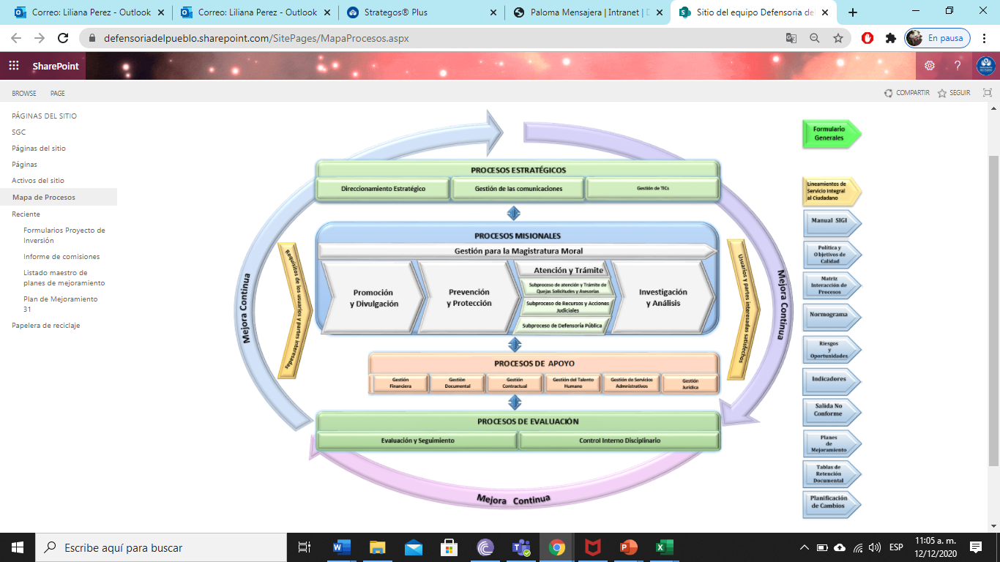 Correo: Liliana Perez - Outlook
Correo: Liliana Perez - Outlook
Strategos® Plus
Paloma Mensajera | Intranet | D
Sitio del equipo Defensoria de
defensoriadelpueblo.sharepoint.com/SitePages/MapaProcesos.aspx
En pausa
SharePoint
BROWSE
PAGE
COMPARTIR
SEGUIR
PÁGINAS DEL SITIO
SGC
Páginas del sitio
Páginas
Activos del sitio
Mapa de Procesos
Reciente
Formularios Proyecto de
Inversión
Informe de comisiones
Listado maestro de
planes de mejoramiento
Plan de Mejoramiento
31
Papelera de reciclaje
PROCESOS ESTRATÉGICOS
Direccionamiento Estratégico
Gestión de las comunicaciones
Gestión de TICs
PROCESOS MISIONALES
Gestión para la Magistratura Moral
Promoción
y Divulgación
Prevención
y Protección
Atención y Trámite
Subproceso de atención y Trámite de
Quejas Solicitudes y Asesorias
Subproceso de Recursos y Acciones
Judiciales
Subproceso de Defensoría Pública
Investigación
y Análisis
Mejora Continua
Requisitos de los usuarios y partes interesadas
Usuarios y partes interesadas satisfechos
Mejora Continua
PROCESOS DE APOYO
Gestión
Financiera
Gestión
Documental
Gestión
Contractual
Gestión del Talento
Humano
Gestión de Servicios
Admnistrativos
Gestión
Jurídica
PROCESOS DE EVALUACIÓN
Evaluación y Seguimiento
Control Interno Disciplinario
Mejora Continua
Formulario
Generales
Lineamientos de
Servicio Integral
al Ciudadano
Manual SIGI
Política y
Objetivos de
Calidad
Matriz
Interacción de
Procesos
Normograma
Riesgos
y
Oportunidades
Indicadores
Salida No
Conforme
Planes
de
Mejoramiento
Tablas de
Retención
Documental
Planificación
de Cambios
Escribe aquí para buscar
ESP
11:05 a. m.
12/12/2020